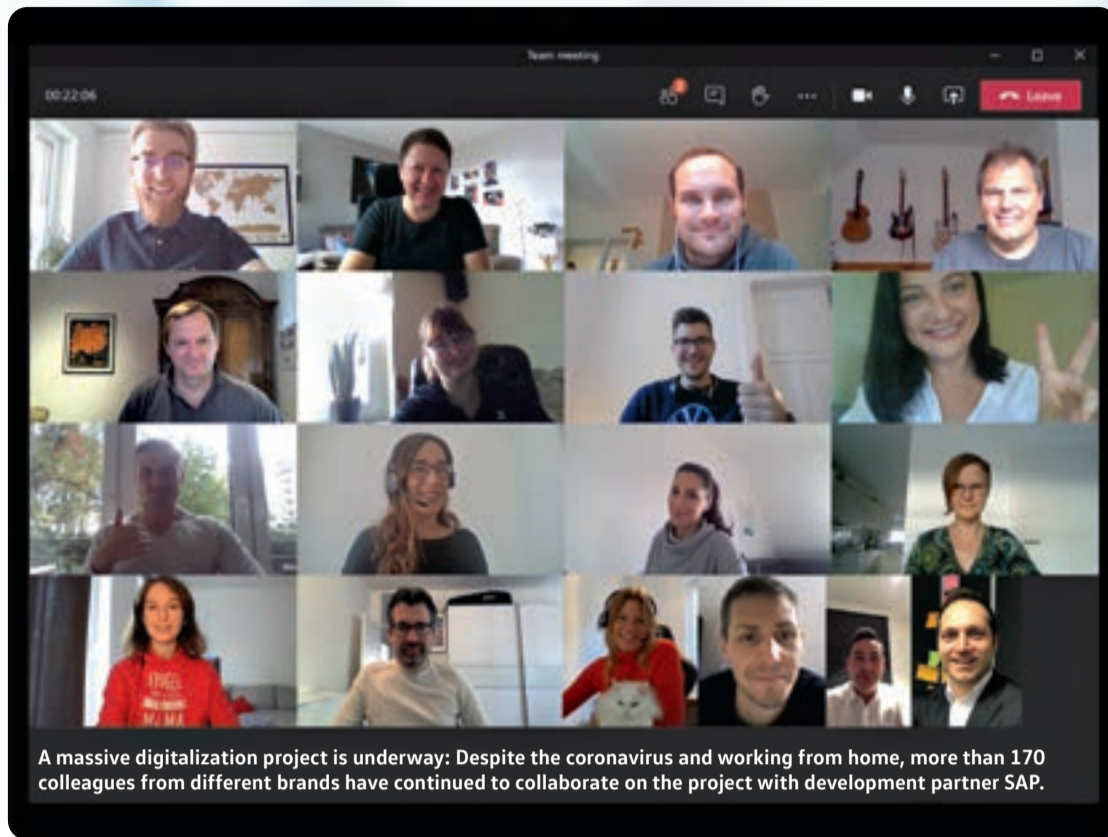 Team meeting
00:22:06
2
Leave
A massive digitalization project is underway: Despite the coronavirus and working from home, more than 170
colleagues from different brands have continued to collaborate on the project with development partner SAP.